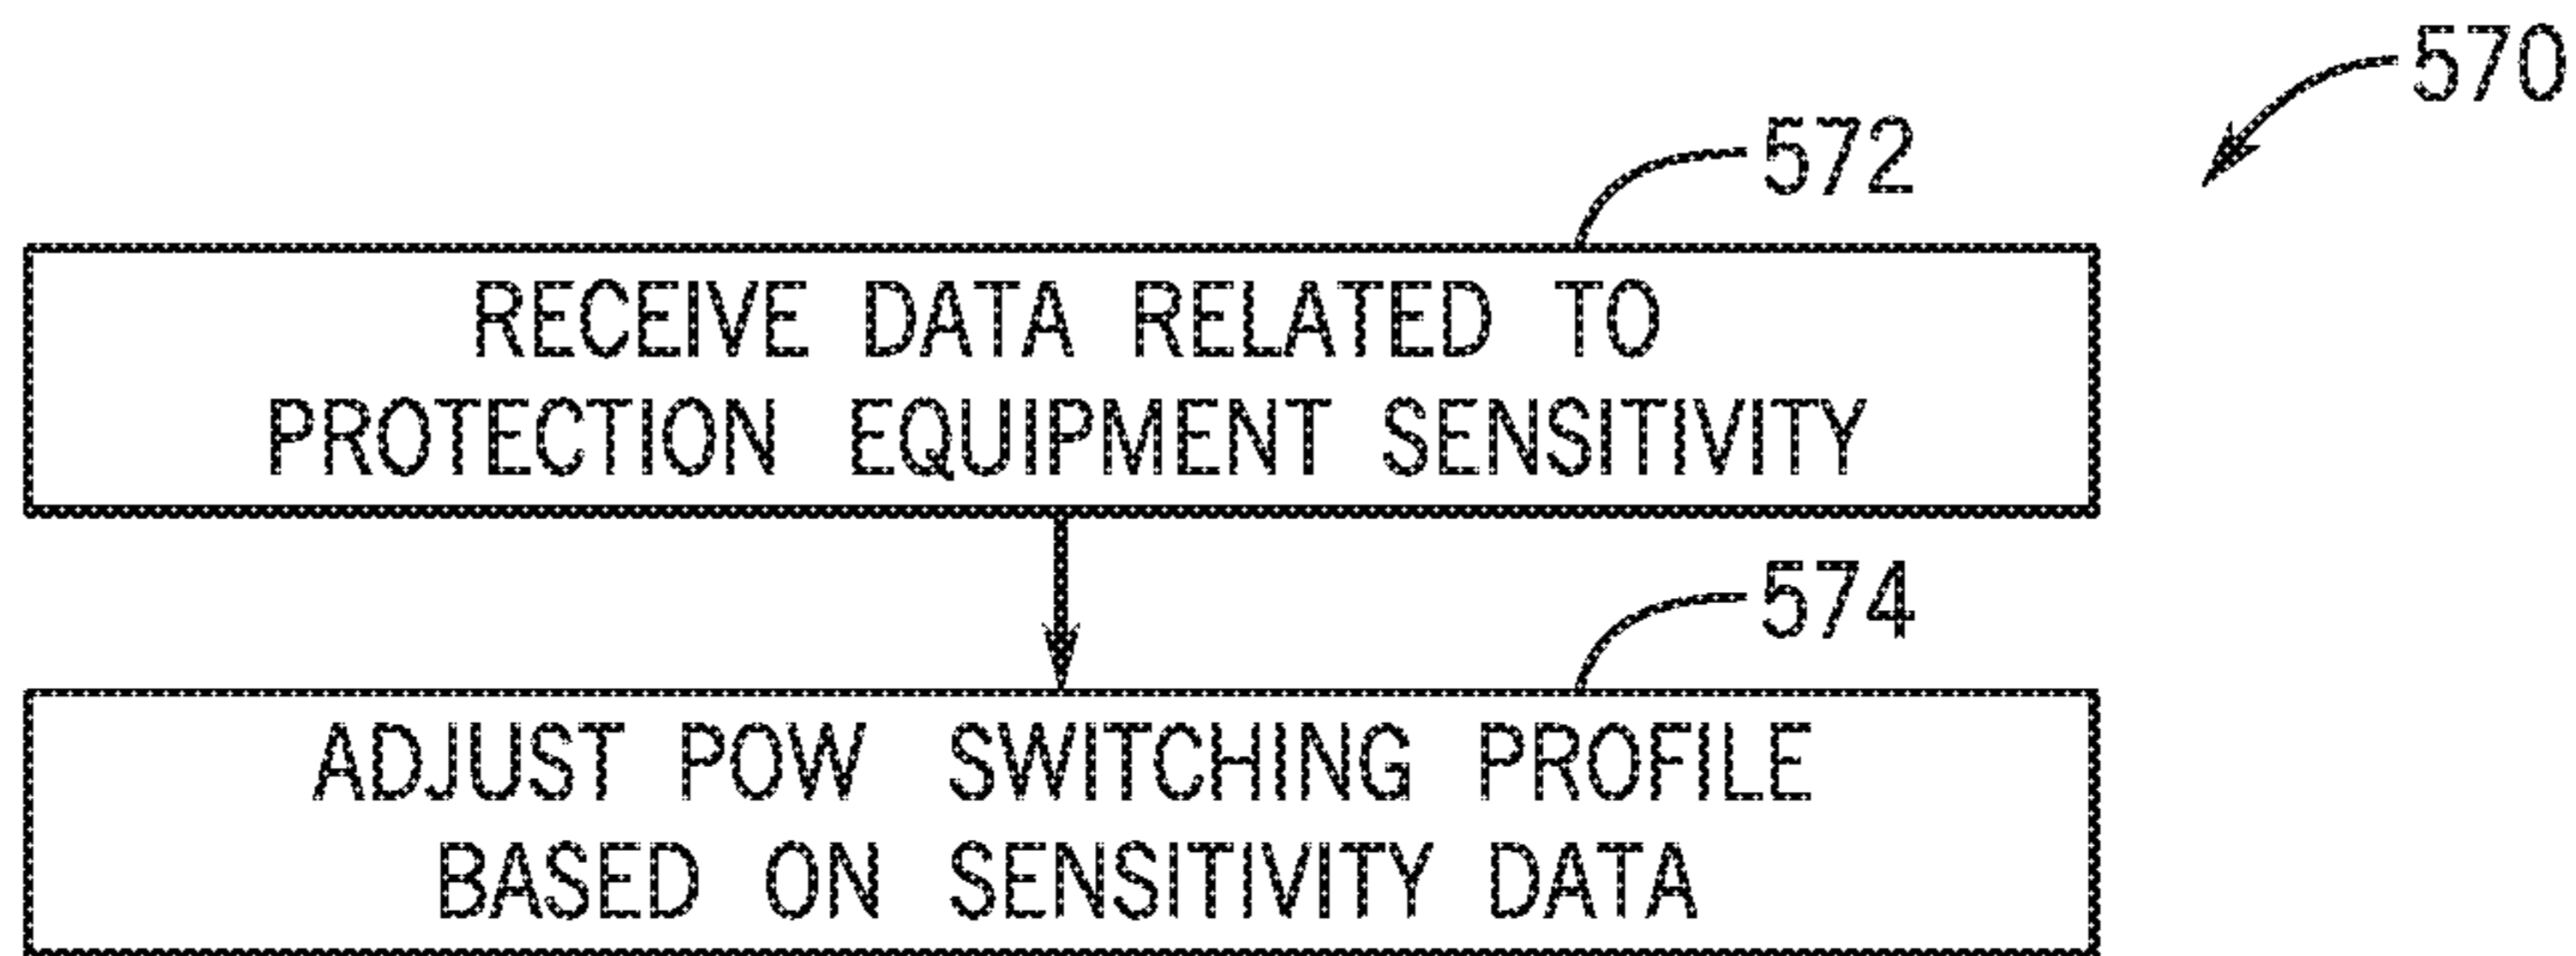 570
572
RECEIVE DATA RELATED TO
PROTECTION EQUIPMENT SENSITIVITY
574
ADJUST POW SWITCHING PROFILE
BASED ON SENSITIVITY DATA